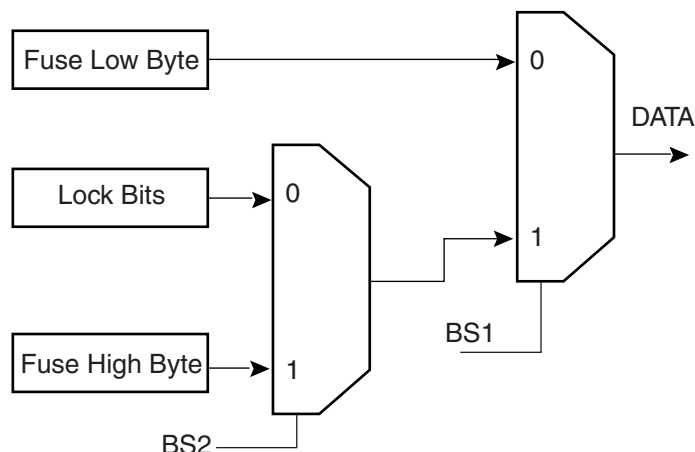 Fuse Low Byte
0
DATA
Lock Bits
0
1
BS1
Fuse High Byte
1
BS2